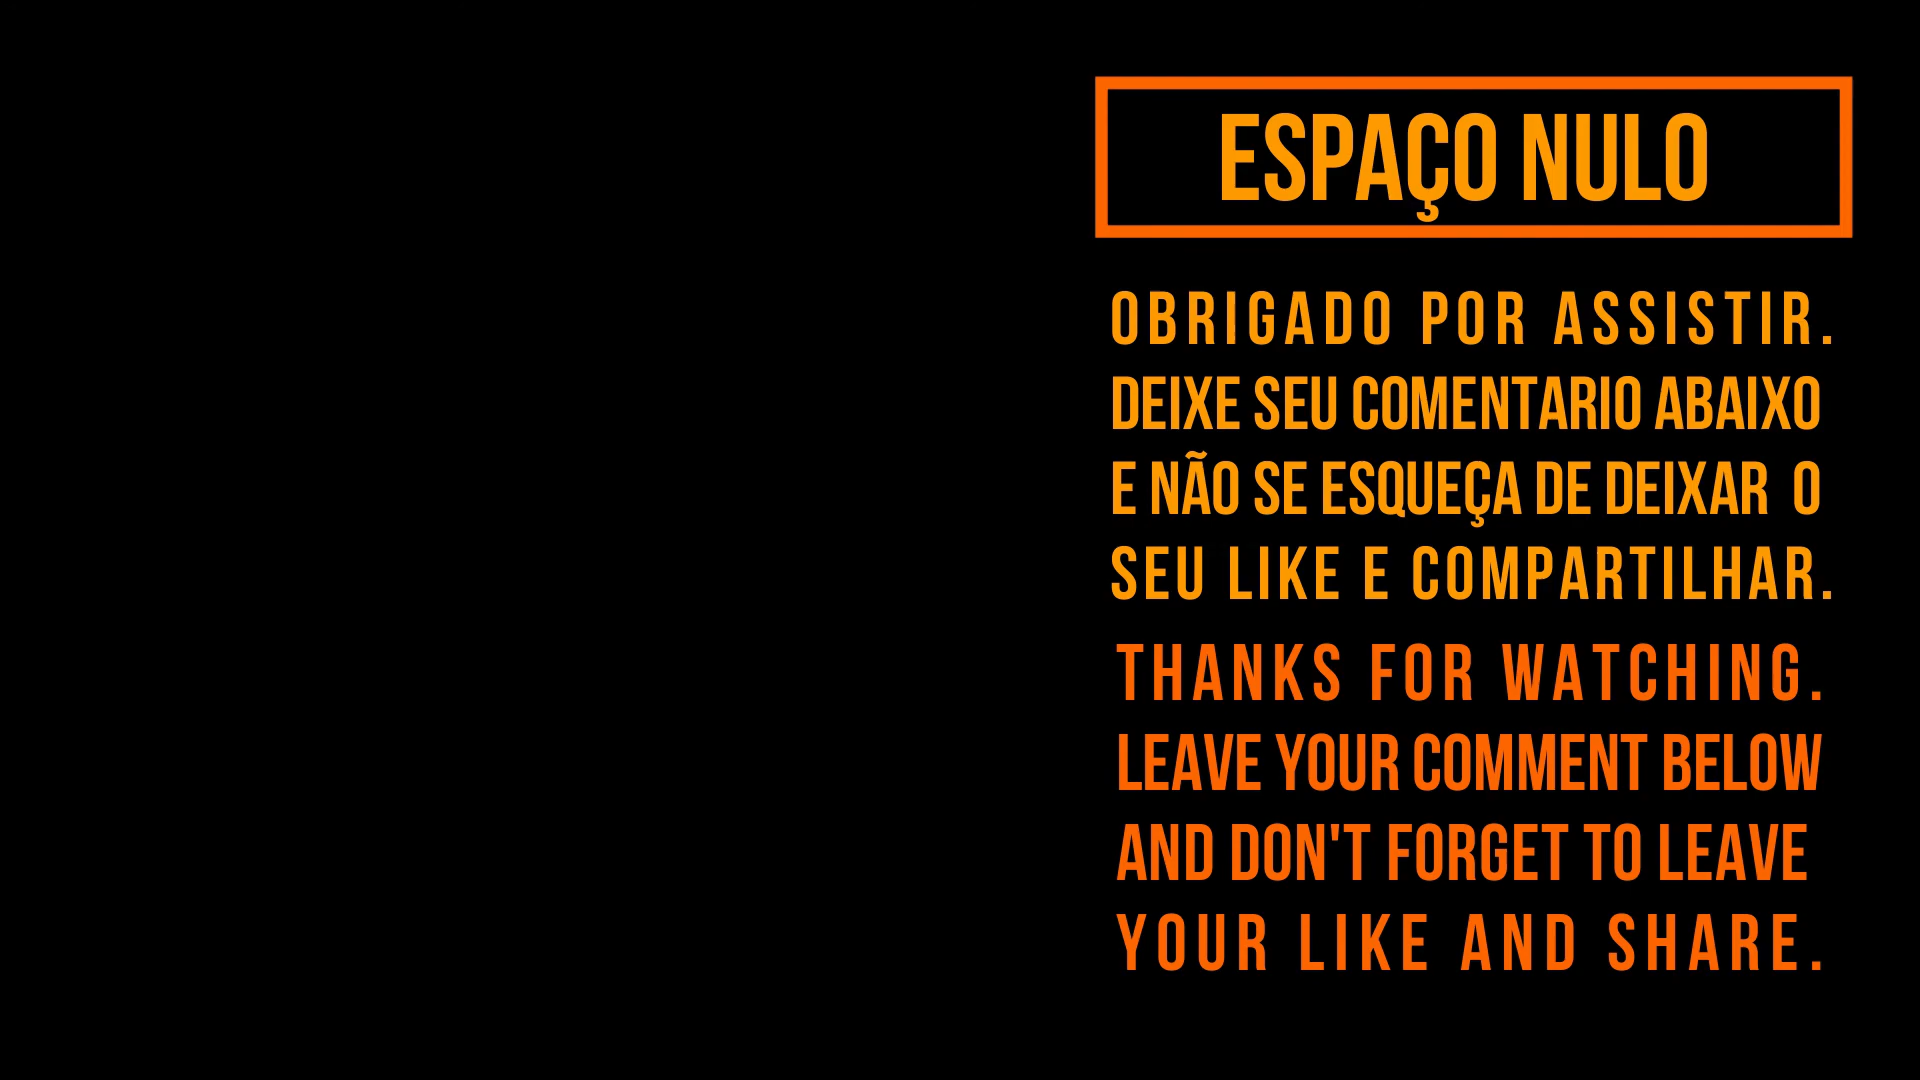 ESPAÇO NULO
OBRIGADO POR ASSISTIR.
DEIXE SEU COMENTARIO ABAIXO
E NÃO SE ESQUEÇA DE DEIXAR O
SEU LIKE E COMPARTILHAR.
THANKS FOR WATCHING.
LEAVE YOUR COMMENT BELOW
AND DON'T FORGET TO LEAVE
YOUR LIKE AND SHARE.